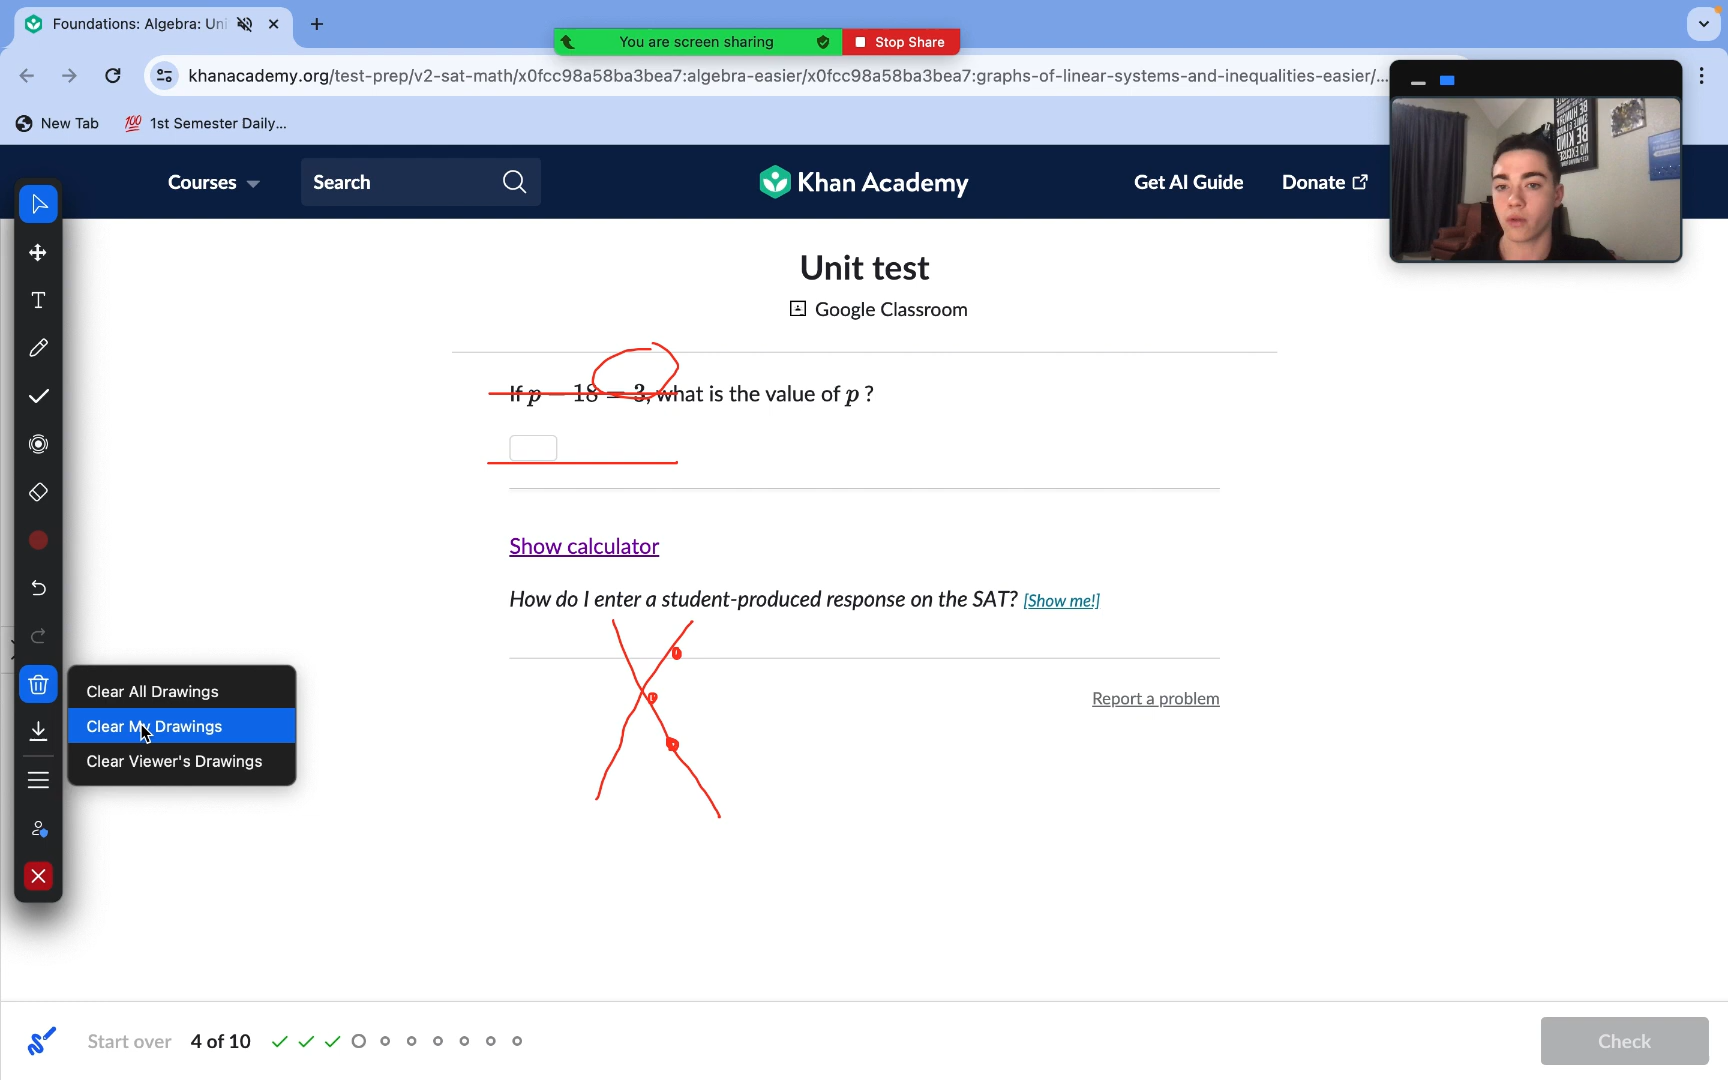 Foundations: Algebra: Uni
You are screen sharing
Stop Share
khanacademy.org/test-prep/v2-sat-math/x0fcc98a58ba3bea7:algebra-easier/x0fcc98a58ba3bea7:graphs-of-linear-systems-and-inequalities-easier/...
New Tab
💯 1st Semester Daily...
Courses
Search
Khan Academy
Get AI Guide
Donate
BE KIND
NO EXCUSES
Unit test
Google Classroom
If p − 18 = 3, what is the value of p ?
Show calculator
How do I enter a student-produced response on the SAT? [Show me!]
Report a problem
T
Clear All Drawings
Clear My Drawings
Clear Viewer's Drawings
Start over
4 of 10
Check